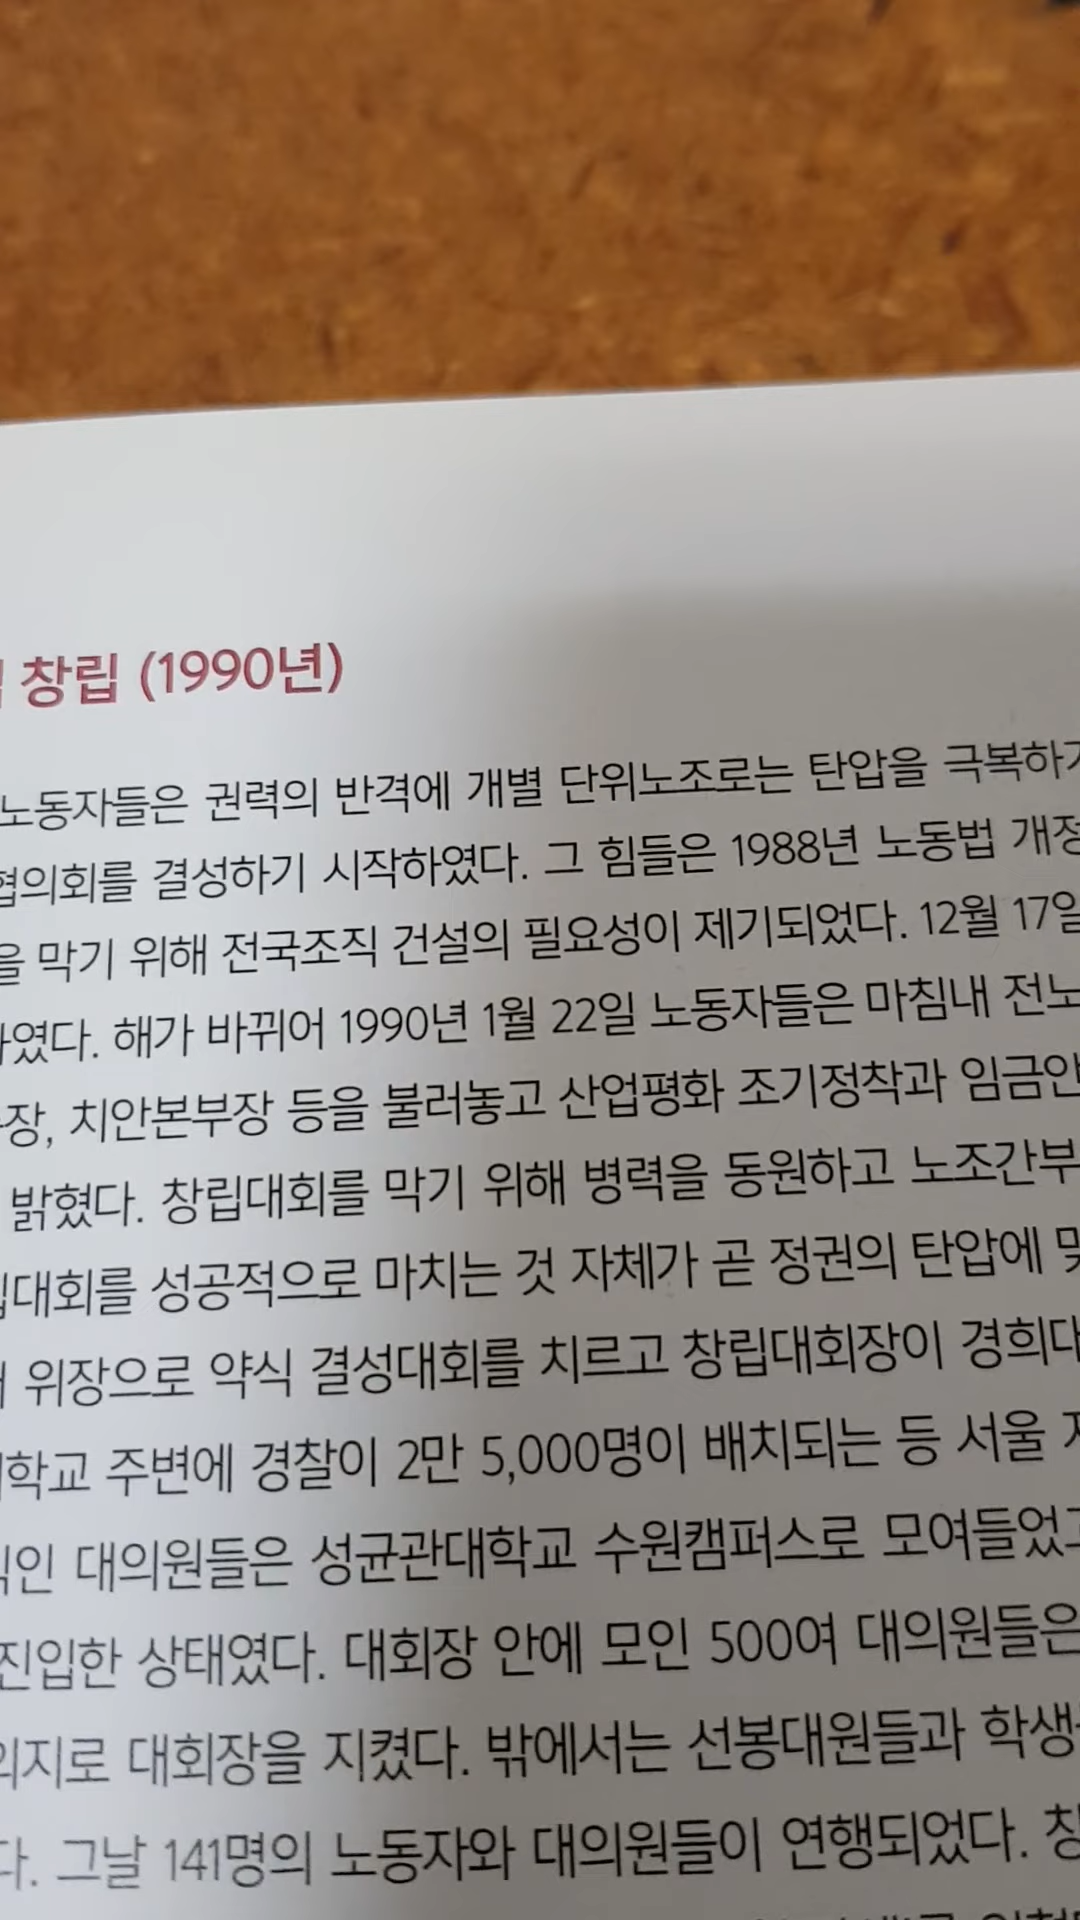 창립 (1990년)
노동자들은 권력의 반격에 개별 단위노조로는 탄압을 극복하기
협의회를 결성하기 시작하였다. 그 힘들은 1988년 노동법 개정
을 막기 위해 전국조직 건설의 필요성이 제기되었다. 12월 17일
하였다. 해가 바뀌어 1990년 1월 22일 노동자들은 마침내 전노
장, 치안본부장 등을 불러놓고 산업평화 조기정착과 임금안
밝혔다. 창립대회를 막기 위해 병력을 동원하고 노조간부
립대회를 성공적으로 마치는 것 자체가 곧 정권의 탄압에 맞
위장으로 약식 결성대회를 치르고 창립대회장이 경희대
학교 주변에 경찰이 2만 5,000명이 배치되는 등 서울
인 대의원들은 성균관대학교 수원캠퍼스로 모여들었고
진입한 상태였다. 대회장 안에 모인 500여 대의원들은
의지로 대회장을 지켰다. 밖에서는 선봉대원들과 학생
다. 그날 141명의 노동자와 대의원들이 연행되었다. 창